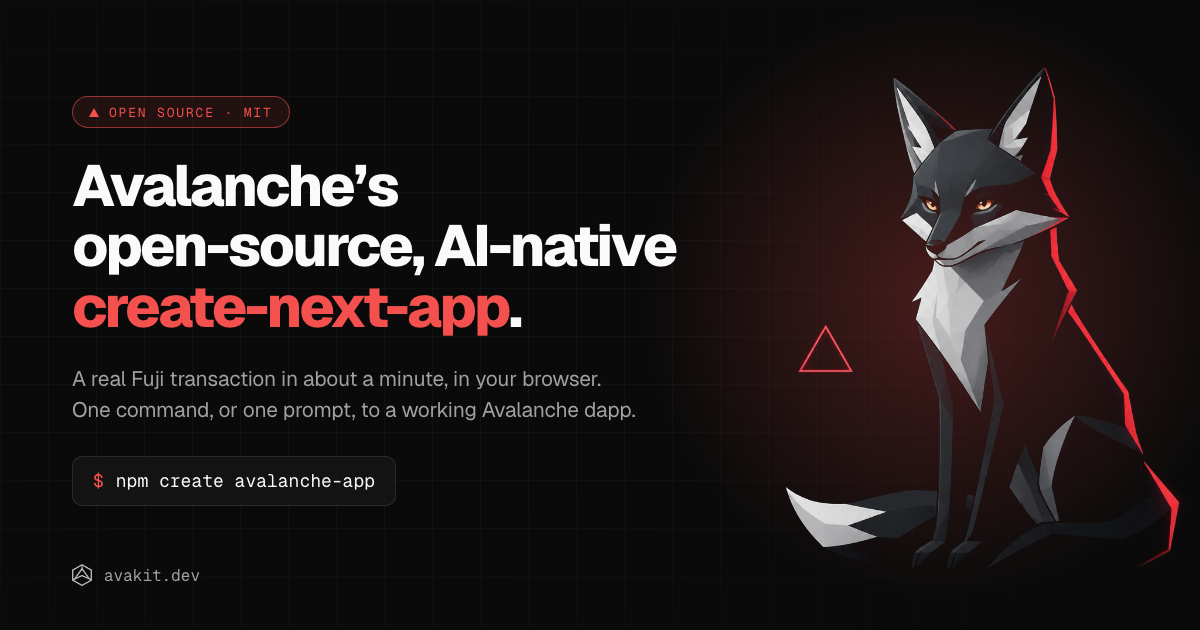 ▲ OPEN SOURCE · MIT
Avalanche’s
open-source, AI-native
create-next-app.
A real Fuji transaction in about a minute, in your browser.
One command, or one prompt, to a working Avalanche dapp.
$ npm create avalanche-app
avakit.dev